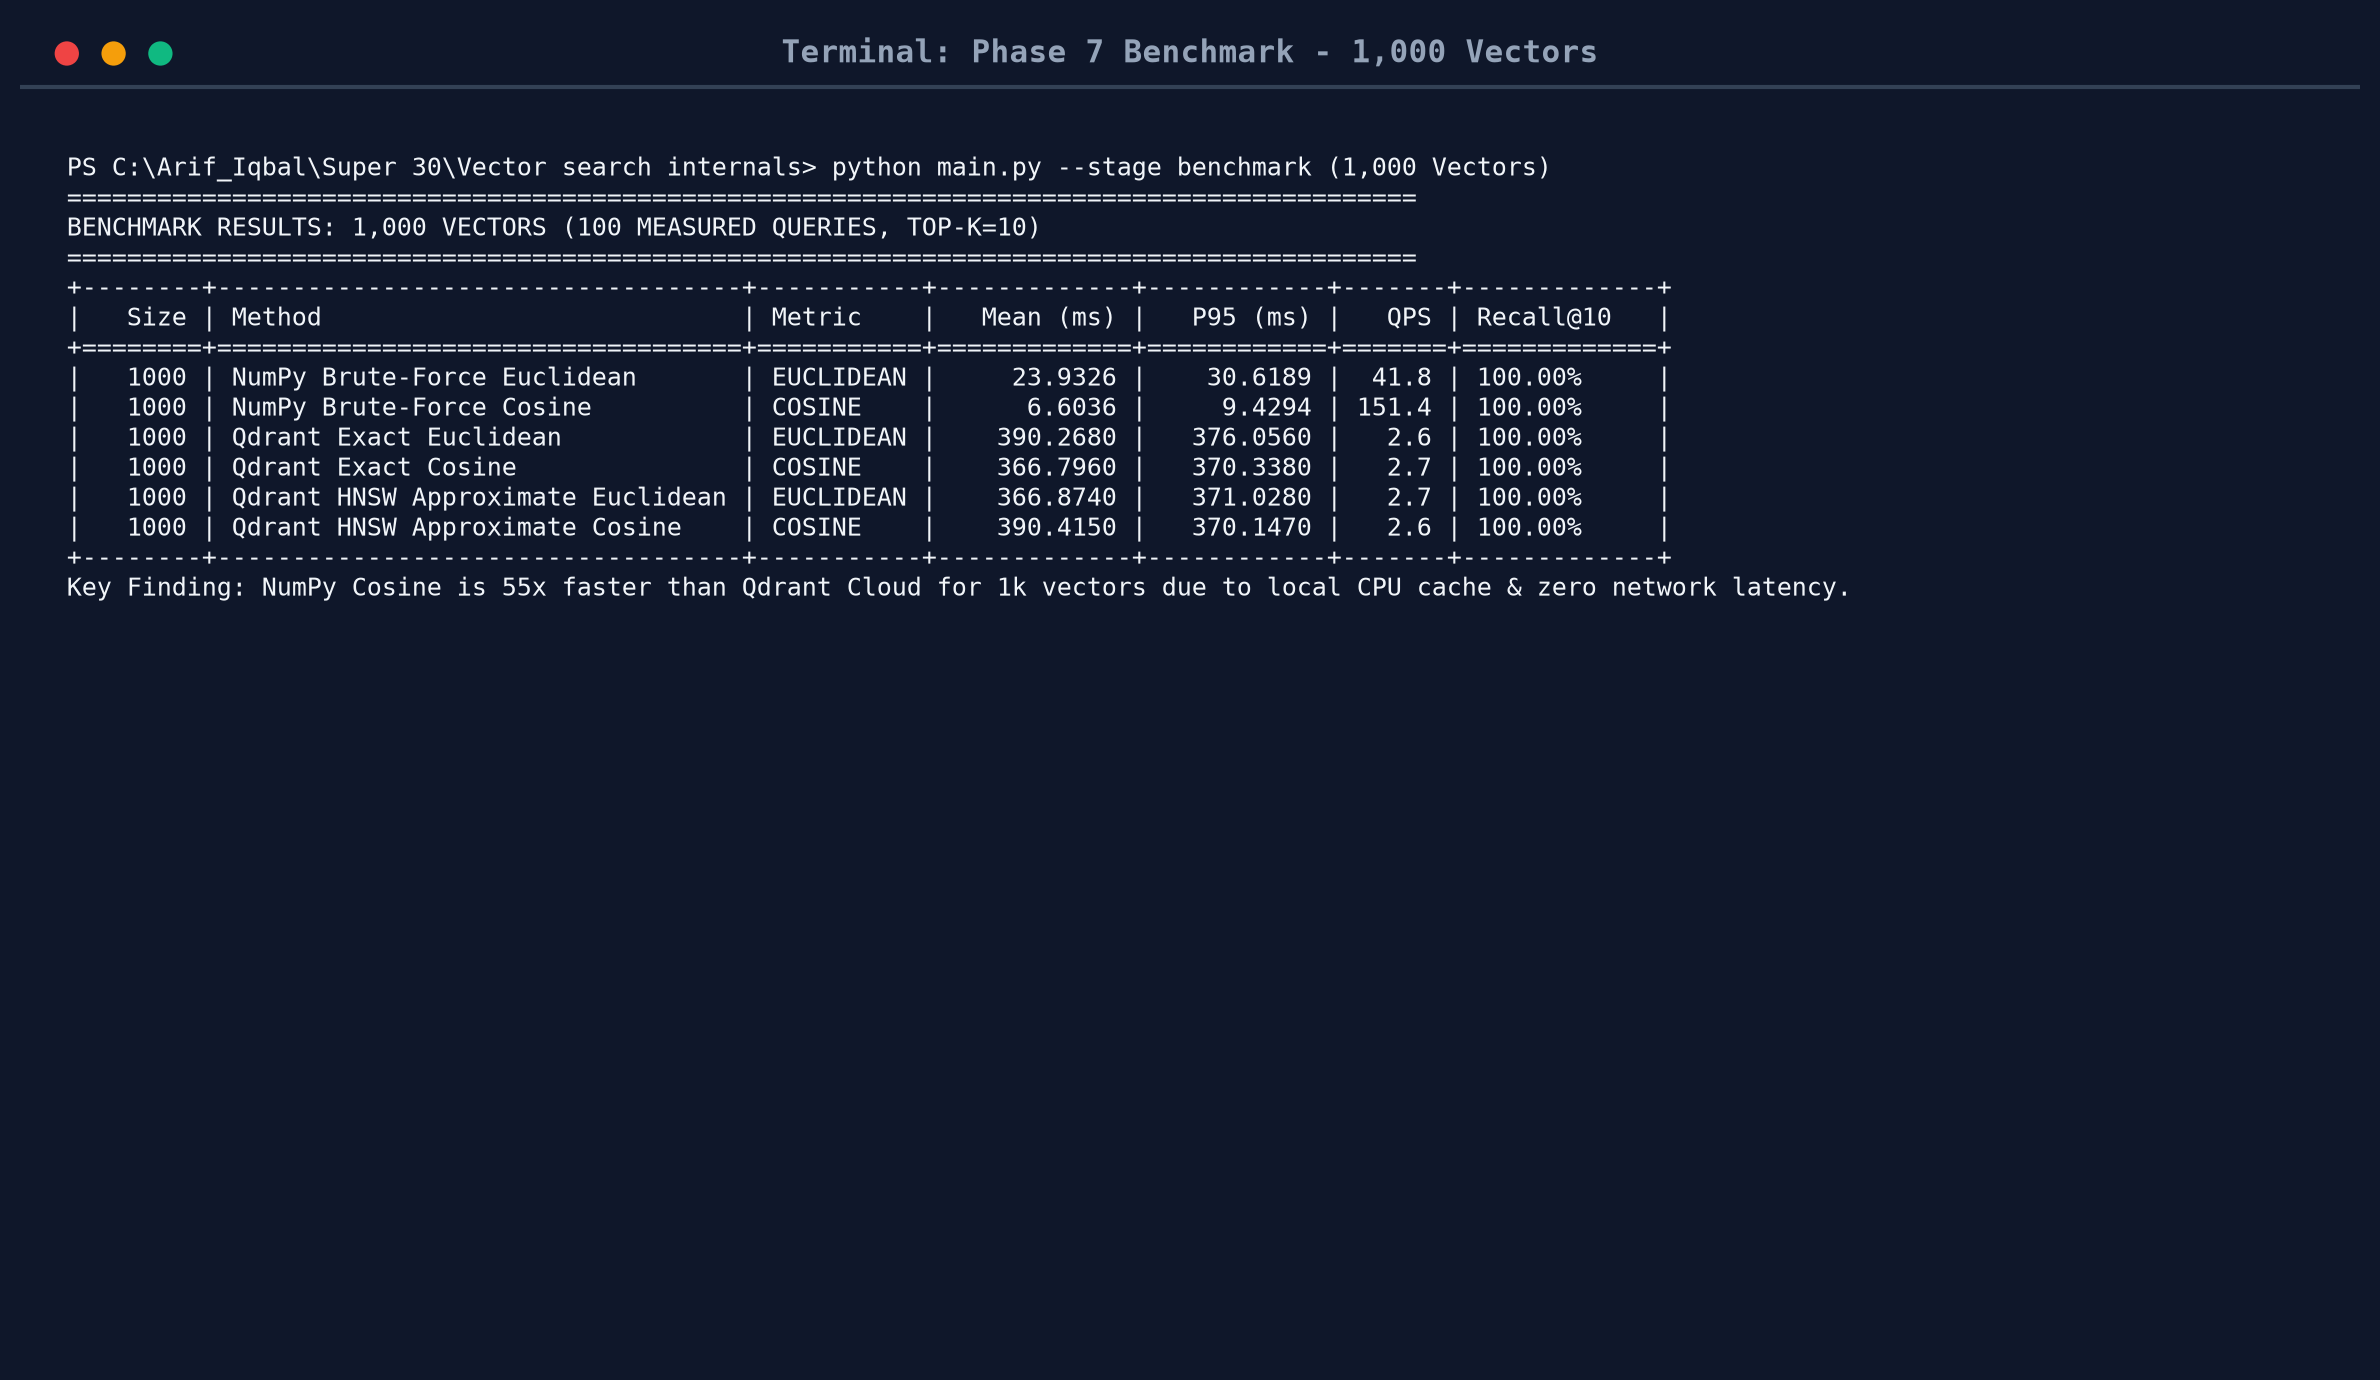 Terminal: Phase 7 Benchmark - 1,000 Vectors
PS C:\Arif_Iqbal\Super 30\Vector search internals> python main.py --stage benchmark (1,000 Vectors)
==========================================================================================
BENCHMARK RESULTS: 1,000 VECTORS (100 MEASURED QUERIES, TOP-K=10)
==========================================================================================
+--------+-----------------------------------+-----------+-------------+------------+-------+-------------+
|   Size | Method                            | Metric    |   Mean (ms) |   P95 (ms) |   QPS | Recall@10   |
+========+===================================+===========+=============+============+=======+=============+
|   1000 | NumPy Brute-Force Euclidean       | EUCLIDEAN |     23.9326 |    30.6189 |  41.8 | 100.00%     |
|   1000 | NumPy Brute-Force Cosine          | COSINE    |      6.6036 |     9.4294 | 151.4 | 100.00%     |
|   1000 | Qdrant Exact Euclidean            | EUCLIDEAN |    390.2680 |   376.0560 |   2.6 | 100.00%     |
|   1000 | Qdrant Exact Cosine               | COSINE    |    366.7960 |   370.3380 |   2.7 | 100.00%     |
|   1000 | Qdrant HNSW Approximate Euclidean | EUCLIDEAN |    366.8740 |   371.0280 |   2.7 | 100.00%     |
|   1000 | Qdrant HNSW Approximate Cosine    | COSINE    |    390.4150 |   370.1470 |   2.6 | 100.00%     |
+--------+-----------------------------------+-----------+-------------+------------+-------+-------------+
Key Finding: NumPy Cosine is 55x faster than Qdrant Cloud for 1k vectors due to local CPU cache & zero network latency.